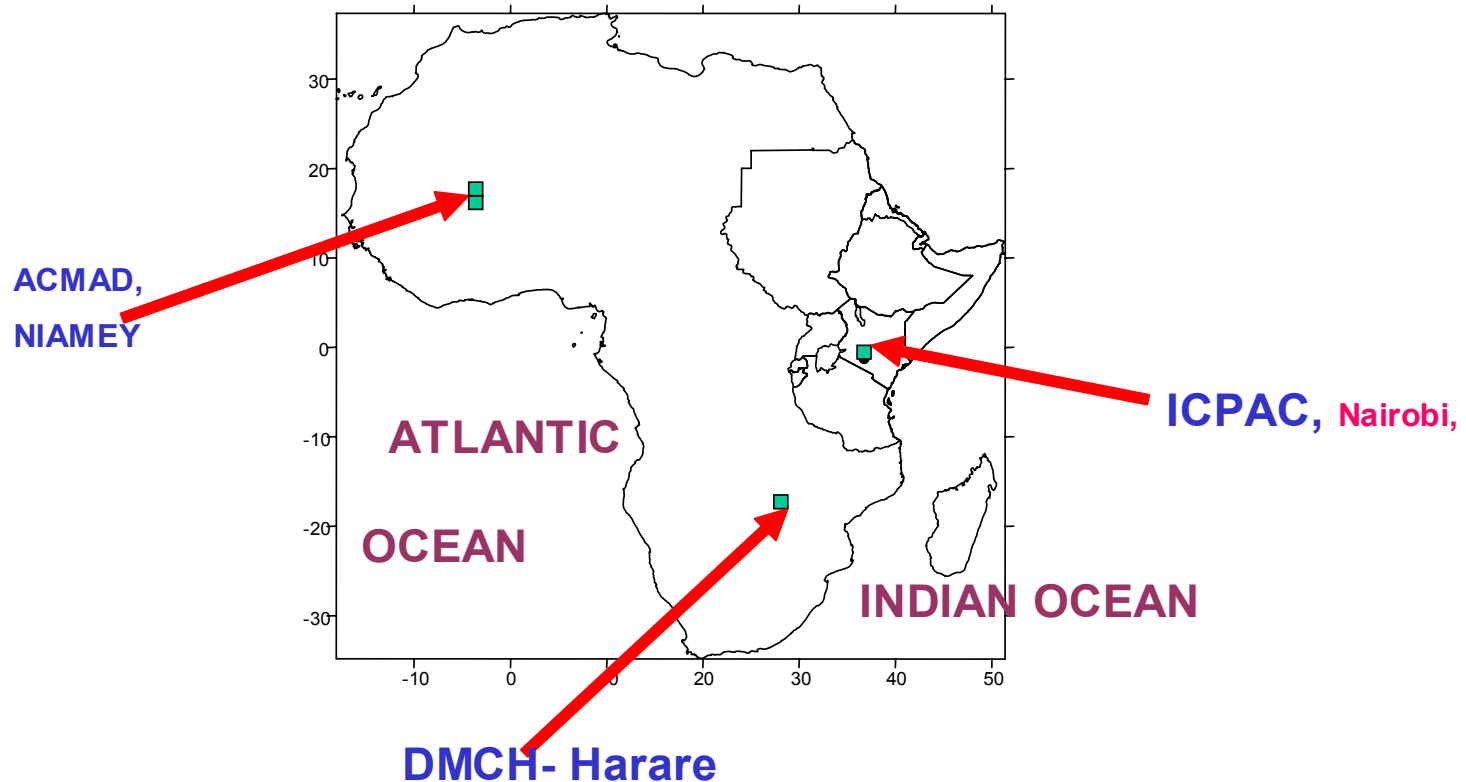 30
20
10
0
-10
-20
-30
ACMAD,
NIAMEY
ATLANTIC
OCEAN
ICPAC, Nairobi,
INDIAN OCEAN
-10
0
10
20
30
40
50
DMCH- Harare